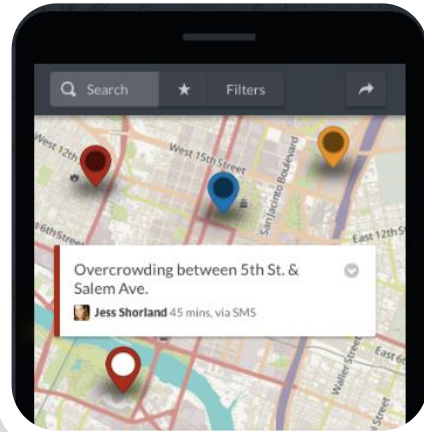 Search
Filters
West 12th
West 15th Street
San Jacinto Boulevard
East 12th S
6th Street
Overcrowding between 5th St. &
Salem Ave.
Jess Shorland 45 mins, via SMS
East 6t
Waller Street